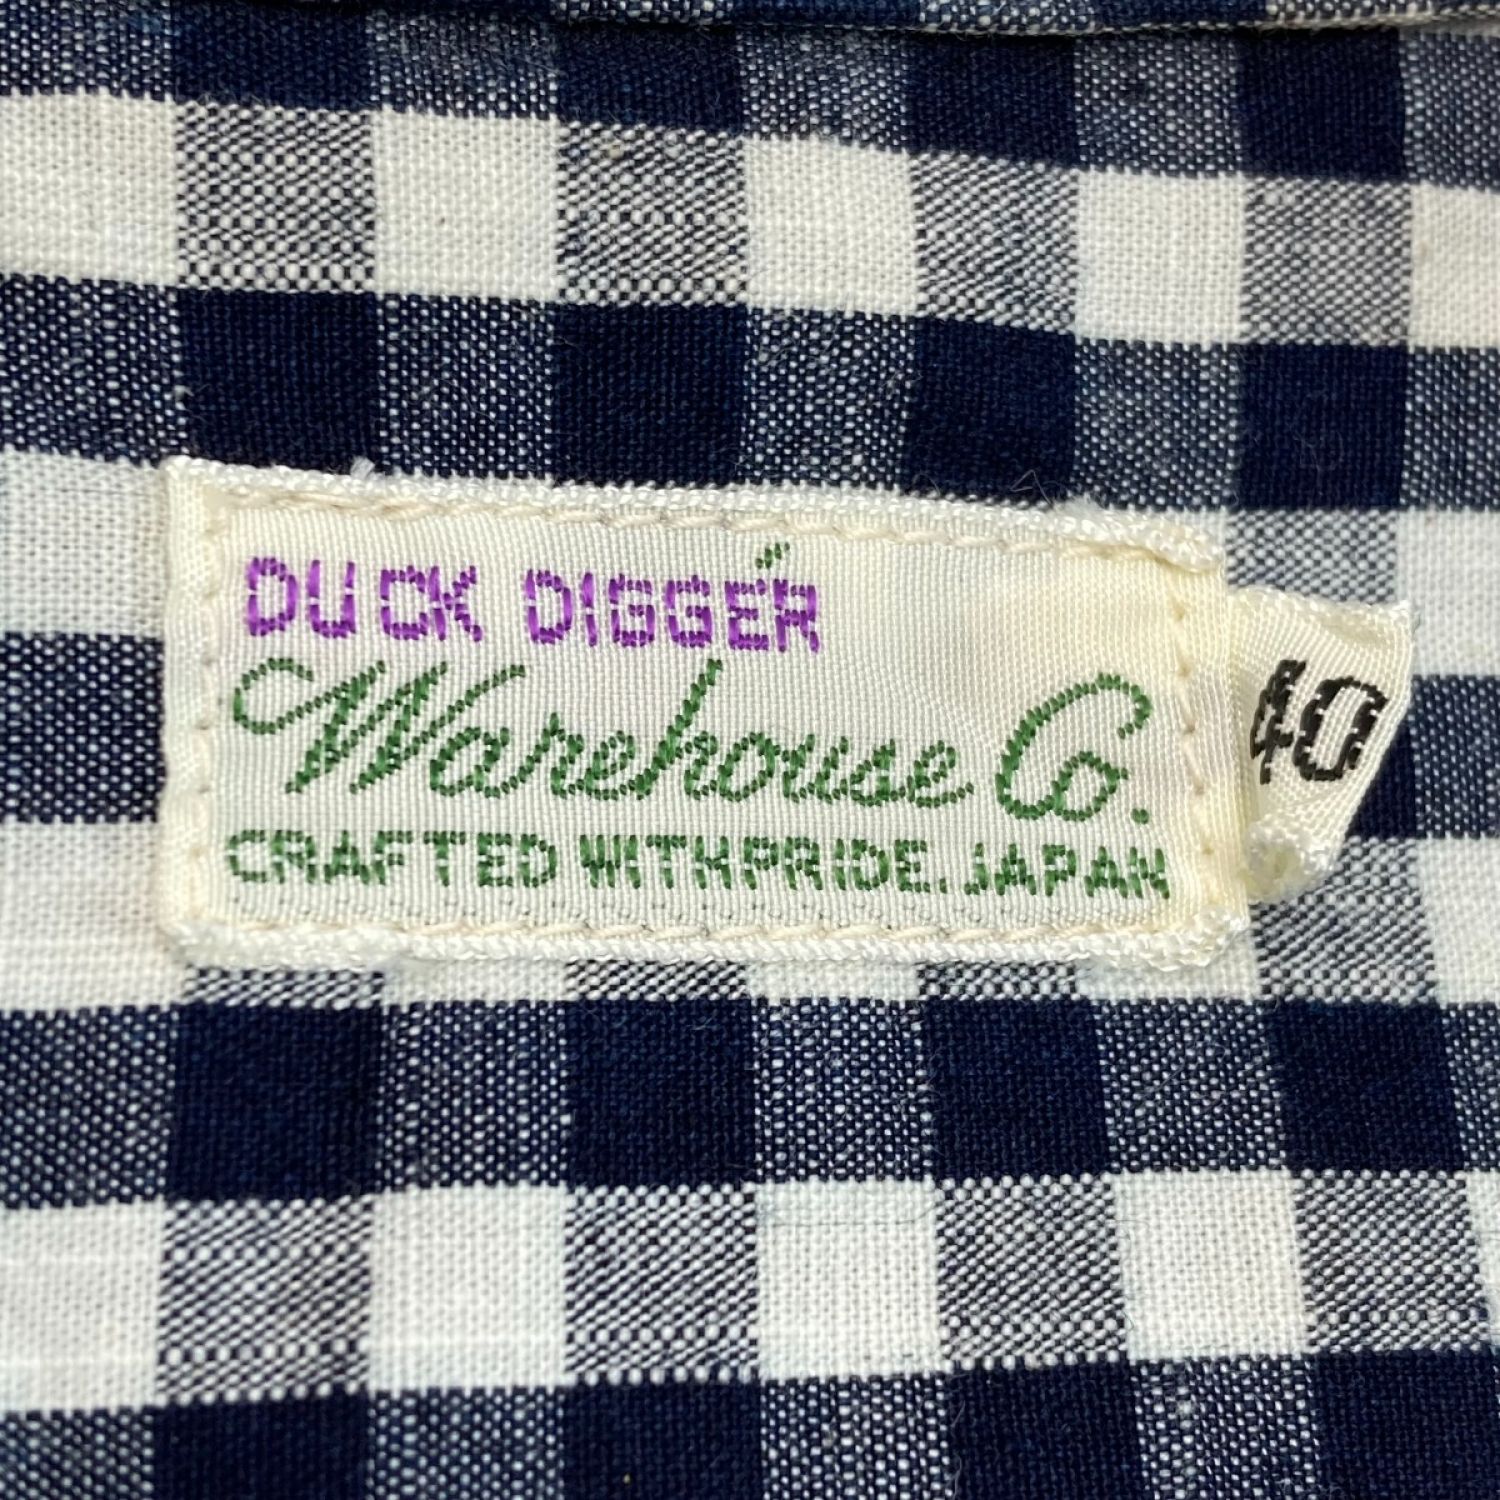 DUCK DIGGER
Warehouse Co.
40
CRAFTED WITH PRIDE. JAPAN